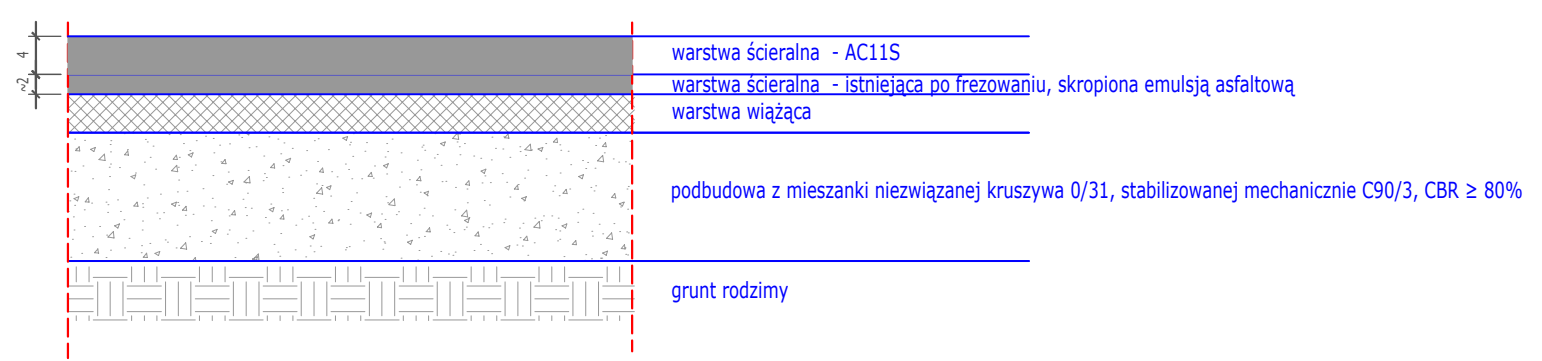 4
warstwa ścieralna - AC11S
~2
warstwa ścieralna - istniejąca po frezowaniu, skropiona emulsją asfaltową
warstwa wiążąca
podbudowa z mieszanki niezwiązanej kruszywa 0/31, stabilizowanej mechanicznie C90/3, CBR ≥ 80%
grunt rodzimy